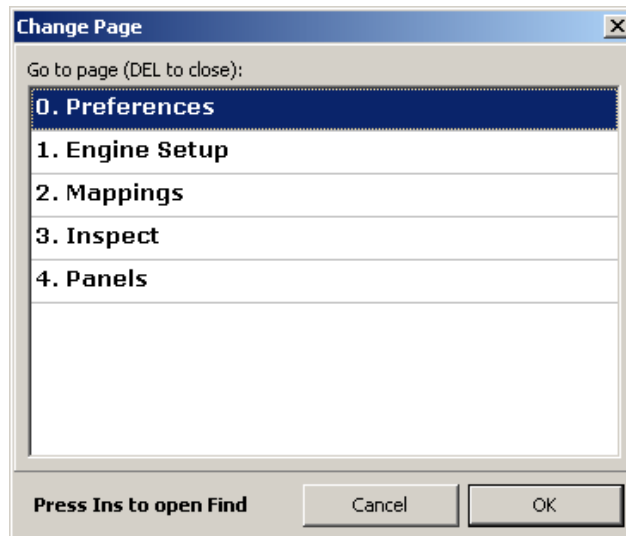 Change Page
Go to page (DEL to close):
0. Preferences
1. Engine Setup
2. Mappings
3. Inspect
4. Panels
Press Ins to open Find
Cancel
OK